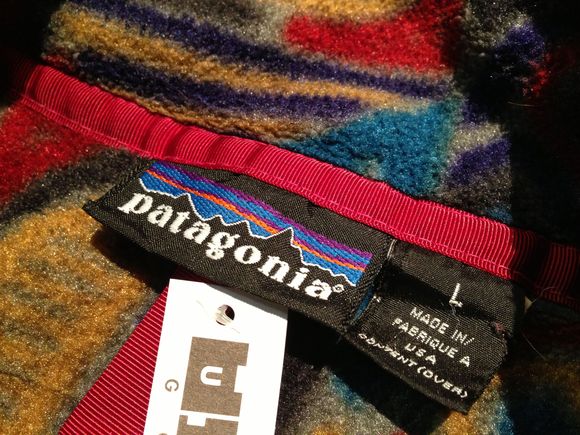 patagonia®
L
MADE IN/
FABRIQUE A
USA
CONTENT (OVER)
U
G